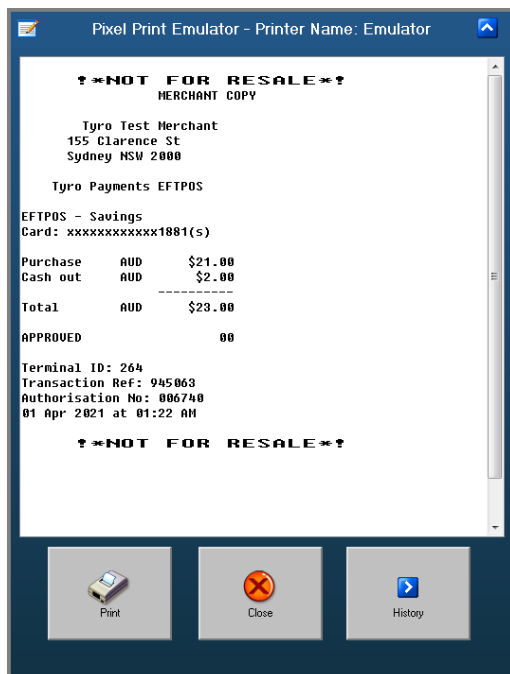 Pixel Print Emulator - Printer Name: Emulator
!*NOT FOR RESALE*!
MERCHANT COPY
Tyro Test Merchant
155 Clarence St
Sydney NSW 2000
Tyro Payments EFTPOS
EFTPOS - Savings
Card: xxxxxxxxxxxx1881(s)
Purchase AUD $21.00
Cash out AUD $2.00
----------
Total AUD $23.00
APPROVED 00
Terminal ID: 264
Transaction Ref: 945063
Authorisation No: 006740
01 Apr 2021 at 01:22 AM
!*NOT FOR RESALE*!
Print Close History